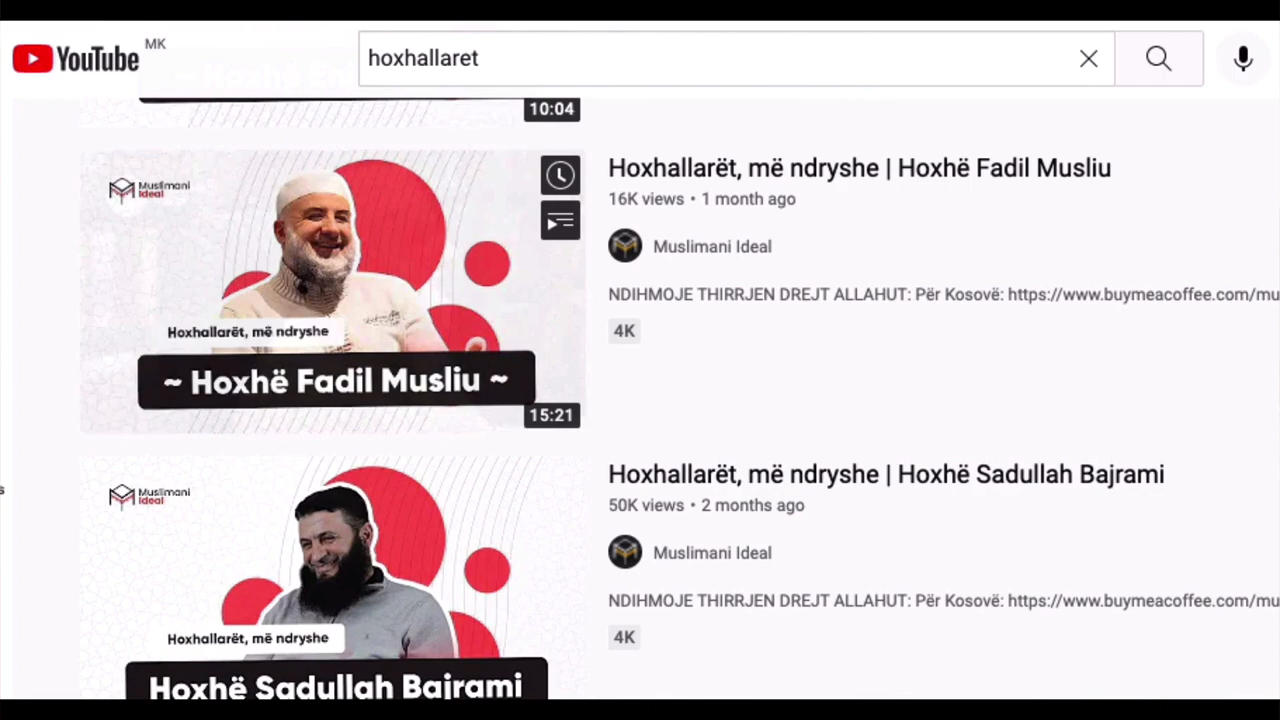 YouTube MK
hoxhallaret
10:04
Muslimani
Ideal
Hoxhallarët, më ndryshe
~ Hoxhë Fadil Musliu ~
15:21
Hoxhallarët, më ndryshe | Hoxhë Fadil Musliu
16K views • 1 month ago
Muslimani Ideal
NDIHMOJE THIRRJEN DREJT ALLAHUT: Për Kosovë: https://www.buymeacoffee.com/mu
4K
Muslimani
Ideal
Hoxhallarët, më ndryshe
Hoxhë Sadullah Bajrami
Hoxhallarët, më ndryshe | Hoxhë Sadullah Bajrami
50K views • 2 months ago
Muslimani Ideal
NDIHMOJE THIRRJEN DREJT ALLAHUT: Për Kosovë: https://www.buymeacoffee.com/mu
4K